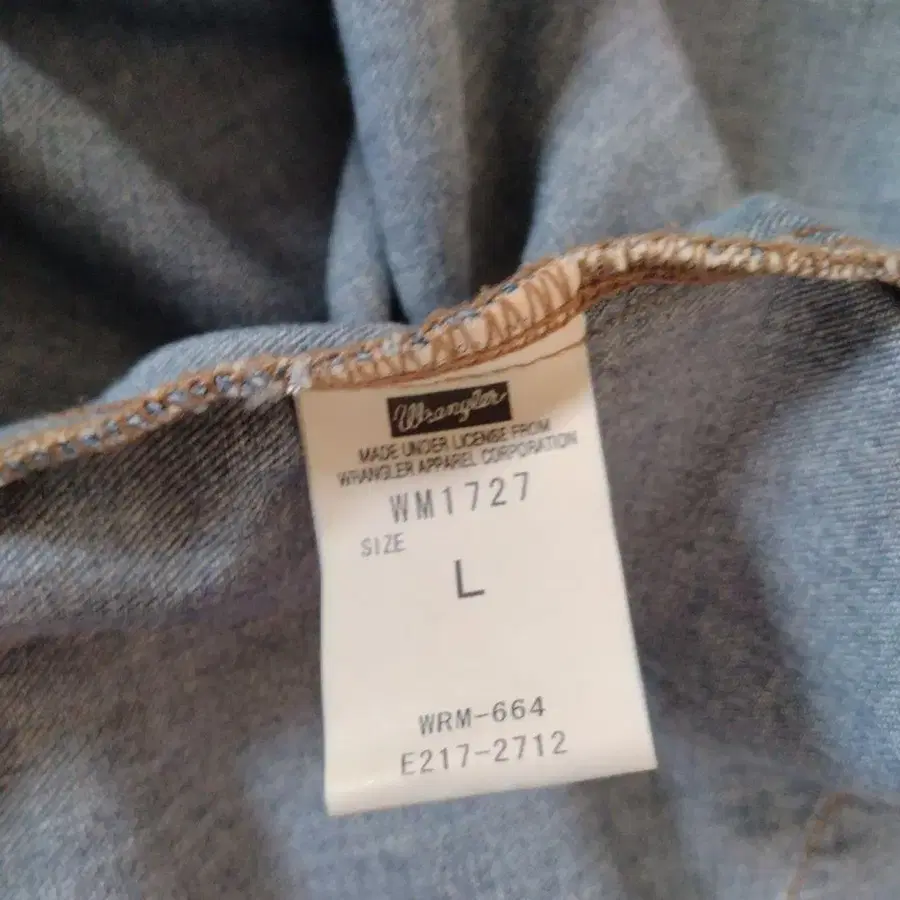 Wrangler
MADE UNDER LICENSE FROM
WRANGLER APPAREL CORPORATION
WM1727
SIZE
L
WRM-664
E217-2712